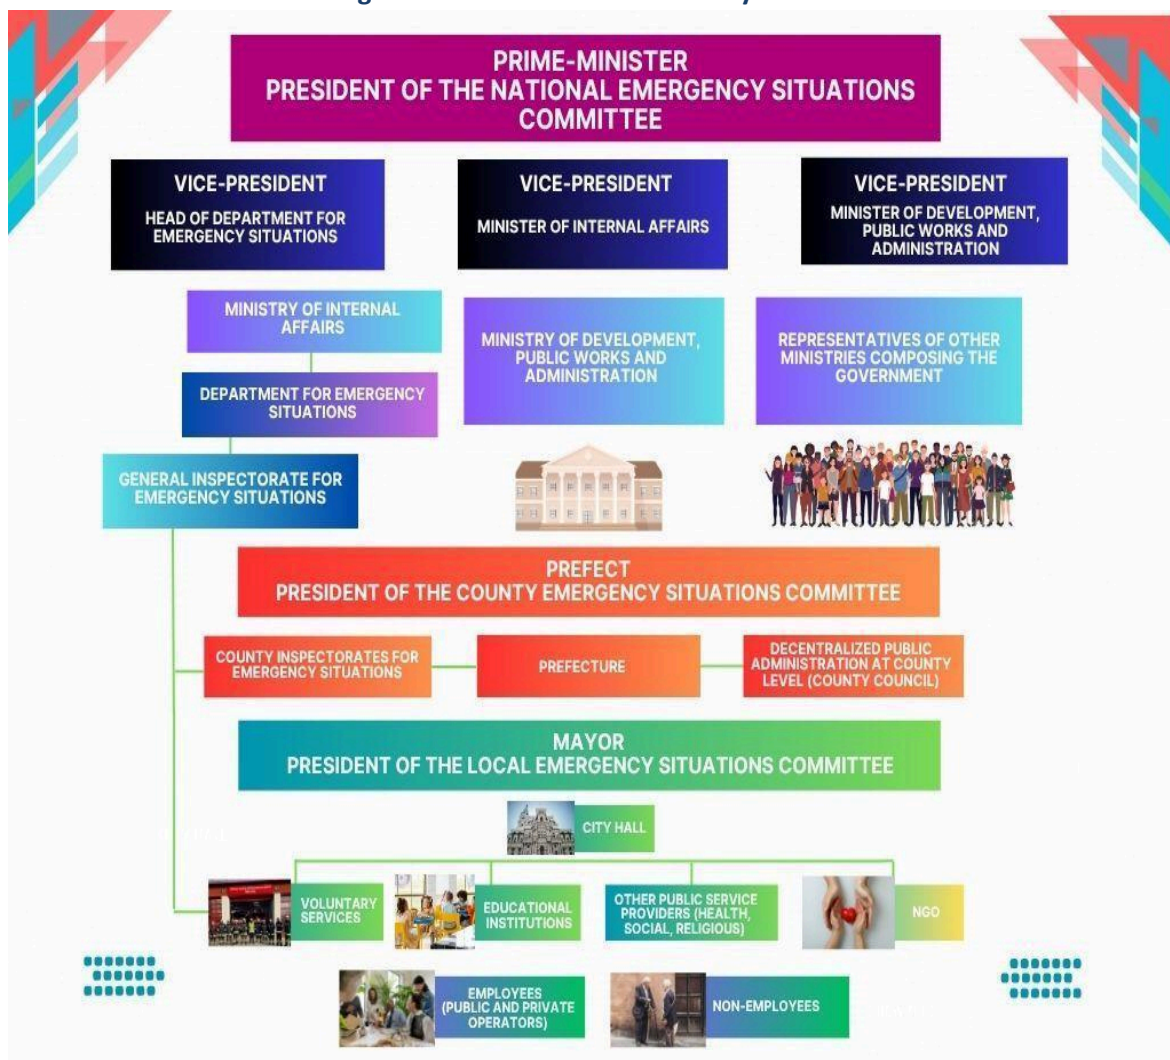 PRIME-MINISTER
PRESIDENT OF THE NATIONAL EMERGENCY SITUATIONS
COMMITTEE
VICE-PRESIDENT
HEAD OF DEPARTMENT FOR
EMERGENCY SITUATIONS
VICE-PRESIDENT
MINISTER OF INTERNAL AFFAIRS
VICE-PRESIDENT
MINISTER OF DEVELOPMENT,
PUBLIC WORKS AND
ADMINISTRATION
MINISTRY OF INTERNAL
AFFAIRS
MINISTRY OF DEVELOPMENT,
PUBLIC WORKS AND
ADMINISTRATION
REPRESENTATIVES OF OTHER
MINISTRIES COMPOSING THE
GOVERNMENT
DEPARTMENT FOR EMERGENCY
SITUATIONS
GENERAL INSPECTORATE FOR
EMERGENCY SITUATIONS
PREFECT
PRESIDENT OF THE COUNTY EMERGENCY SITUATIONS COMMITTEE
COUNTY INSPECTORATES FOR
EMERGENCY SITUATIONS
PREFECTURE
DECENTRALIZED PUBLIC
ADMINISTRATION AT COUNTY
LEVEL (COUNTY COUNCIL)
MAYOR
PRESIDENT OF THE LOCAL EMERGENCY SITUATIONS COMMITTEE
CITY HALL
VOLUNTARY
SERVICES
EDUCATIONAL
INSTITUTIONS
OTHER PUBLIC SERVICE
PROVIDERS (HEALTH,
SOCIAL, RELIGIOUS)
NGO
EMPLOYEES
(PUBLIC AND PRIVATE
OPERATORS)
NON-EMPLOYEES